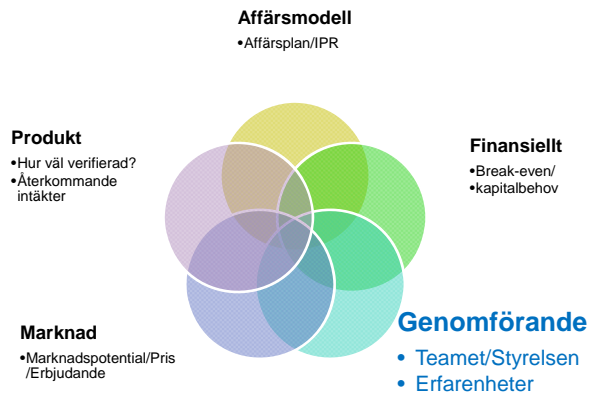 Affärsmodell
•Affärsplan/IPR
Produkt
•Hur väl verifierad?
•Återkommande
intäkter
Finansiellt
•Break-even/
•kapitalbehov
Marknad
•Marknadspotential/Pris
/Erbjudande
Genomförande
• Teamet/Styrelsen
• Erfarenheter